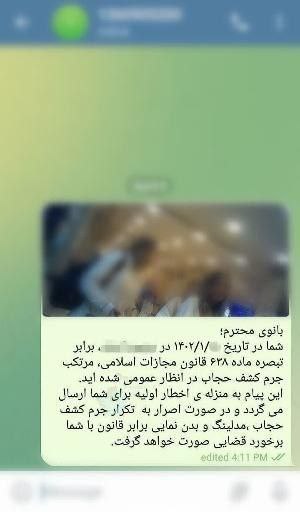 بانوی محترم؛
شما در تاریخ ۱۴۰۲/۱/ در ، برابر
تبصره ماده ۶۳۸ قانون مجازات اسلامی، مرتکب
جرم کشف حجاب در انظار عمومی شده اید.
این پیام به منزله ی اخطار اولیه برای شما ارسال
می گردد و در صورت اصرار به تکرار جرم کشف
حجاب ،مدلینگ و بدن نمایی برابر قانون با شما
برخورد قضایی صورت خواهد گرفت.
edited 4:11 PM